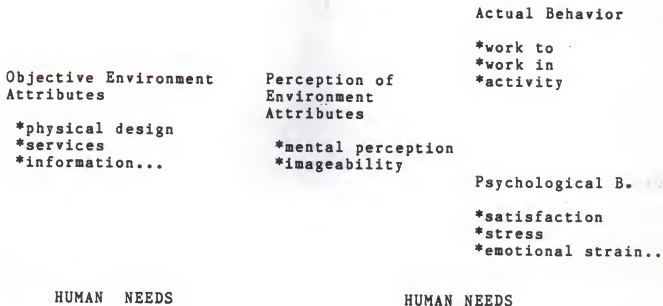 Objective Environment
Attributes
*physical design
*services
*information...
Perception of
Environment
Attributes
*mental perception
*imageability
Actual Behavior
*work to
*work in
*activity
Psychological B.
*satisfaction
*stress
*emotional strain..
HUMAN NEEDS
HUMAN NEEDS